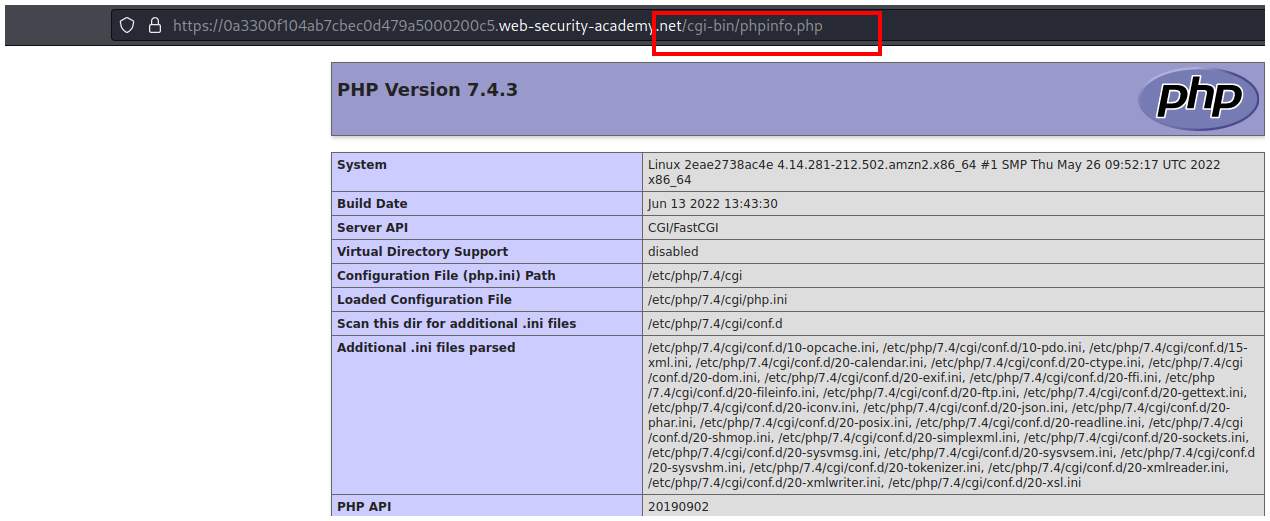 https://0a3300f104ab7cbec0d479a5000200c5.web-security-academy.net/cgi-bin/phpinfo.php
PHP Version 7.4.3
php
System
Linux 2eae2738ac4e 4.14.281-212.502.amzn2.x86_64 #1 SMP Thu May 26 09:52:17 UTC 2022
x86_64
Build Date
Jun 13 2022 13:43:30
Server API
CGI/FastCGI
Virtual Directory Support
disabled
Configuration File (php.ini) Path
/etc/php/7.4/cgi
Loaded Configuration File
/etc/php/7.4/cgi/php.ini
Scan this dir for additional .ini files
/etc/php/7.4/cgi/conf.d
Additional .ini files parsed
/etc/php/7.4/cgi/conf.d/10-opcache.ini, /etc/php/7.4/cgi/conf.d/10-pdo.ini, /etc/php/7.4/cgi/conf.d/15-
xml.ini, /etc/php/7.4/cgi/conf.d/20-calendar.ini, /etc/php/7.4/cgi/conf.d/20-ctype.ini, /etc/php/7.4/cgi
/conf.d/20-dom.ini, /etc/php/7.4/cgi/conf.d/20-exif.ini, /etc/php/7.4/cgi/conf.d/20-ffi.ini, /etc/php
/7.4/cgi/conf.d/20-fileinfo.ini, /etc/php/7.4/cgi/conf.d/20-ftp.ini, /etc/php/7.4/cgi/conf.d/20-gettext.ini,
/etc/php/7.4/cgi/conf.d/20-iconv.ini, /etc/php/7.4/cgi/conf.d/20-json.ini, /etc/php/7.4/cgi/conf.d/20-
phar.ini, /etc/php/7.4/cgi/conf.d/20-posix.ini, /etc/php/7.4/cgi/conf.d/20-readline.ini, /etc/php/7.4/cgi
/conf.d/20-shmop.ini, /etc/php/7.4/cgi/conf.d/20-simplexml.ini, /etc/php/7.4/cgi/conf.d/20-sockets.ini,
/etc/php/7.4/cgi/conf.d/20-sysvmsg.ini, /etc/php/7.4/cgi/conf.d/20-sysvsem.ini, /etc/php/7.4/cgi/conf.d
/20-sysvshm.ini, /etc/php/7.4/cgi/conf.d/20-tokenizer.ini, /etc/php/7.4/cgi/conf.d/20-xmlreader.ini,
/etc/php/7.4/cgi/conf.d/20-xmlwriter.ini, /etc/php/7.4/cgi/conf.d/20-xsl.ini
PHP API
20190902